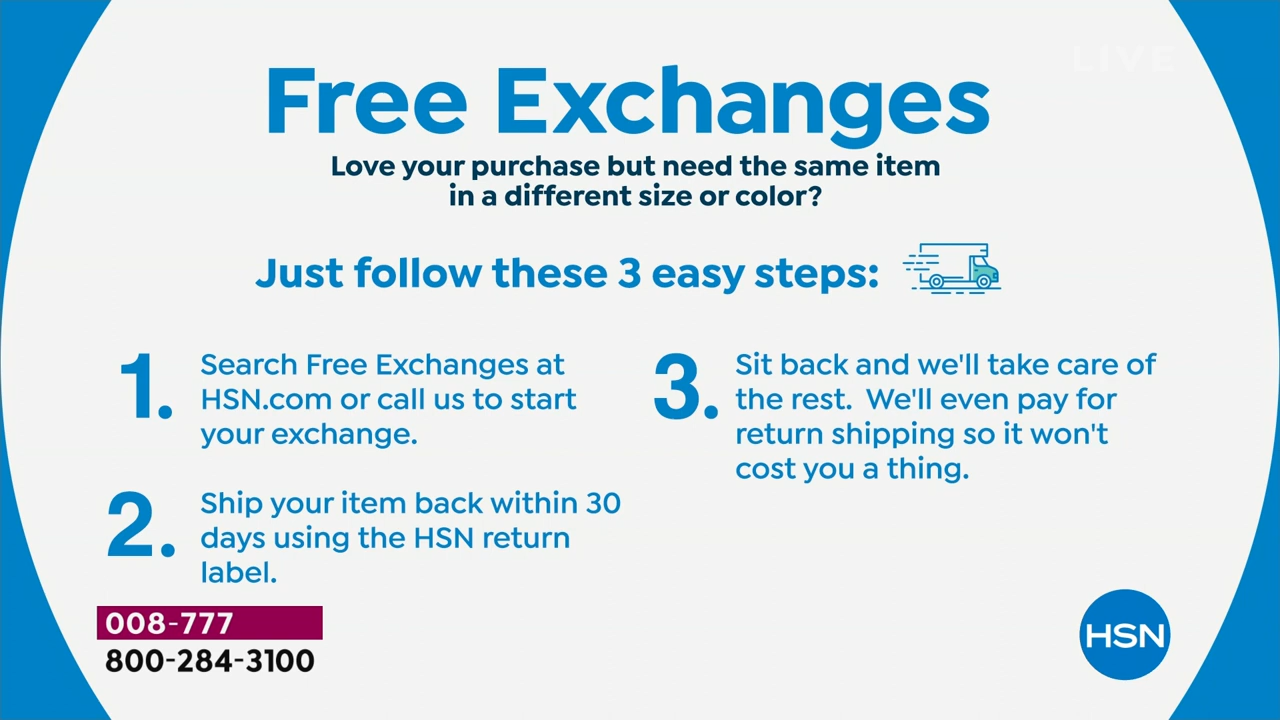 LIVE
Free Exchanges
Love your purchase but need the same item
in a different size or color?
Just follow these 3 easy steps:
1. Search Free Exchanges at
HSN.com or call us to start
your exchange.
2. Ship your item back within 30
days using the HSN return
label.
3. Sit back and we'll take care of
the rest. We'll even pay for
return shipping so it won't
cost you a thing.
008-777
800-284-3100
HSN